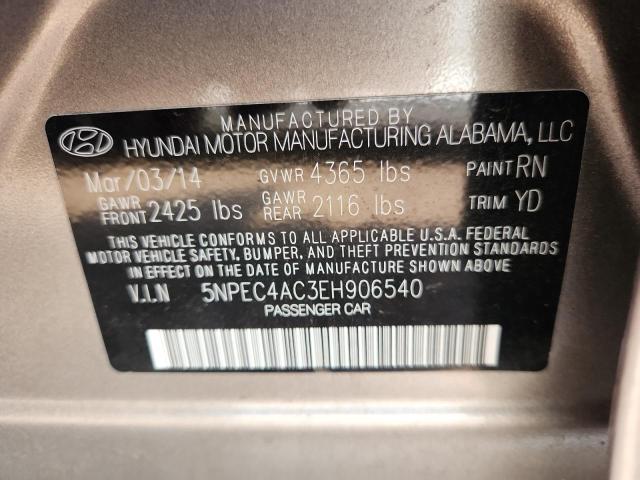 MANUFACTURED BY
HYUNDAI MOTOR MANUFACTURING ALABAMA, LLC
Mar/03/14 GVWR 4365 lbs PAINT RN
GAWR FRONT 2425 lbs GAWR REAR 2116 lbs TRIM YD
THIS VEHICLE CONFORMS TO ALL APPLICABLE U.S.A. FEDERAL
MOTOR VEHICLE SAFETY, BUMPER, AND THEFT PREVENTION STANDARDS
IN EFFECT ON THE DATE OF MANUFACTURE SHOWN ABOVE
V.I.N 5NPEC4AC3EH906540
PASSENGER CAR